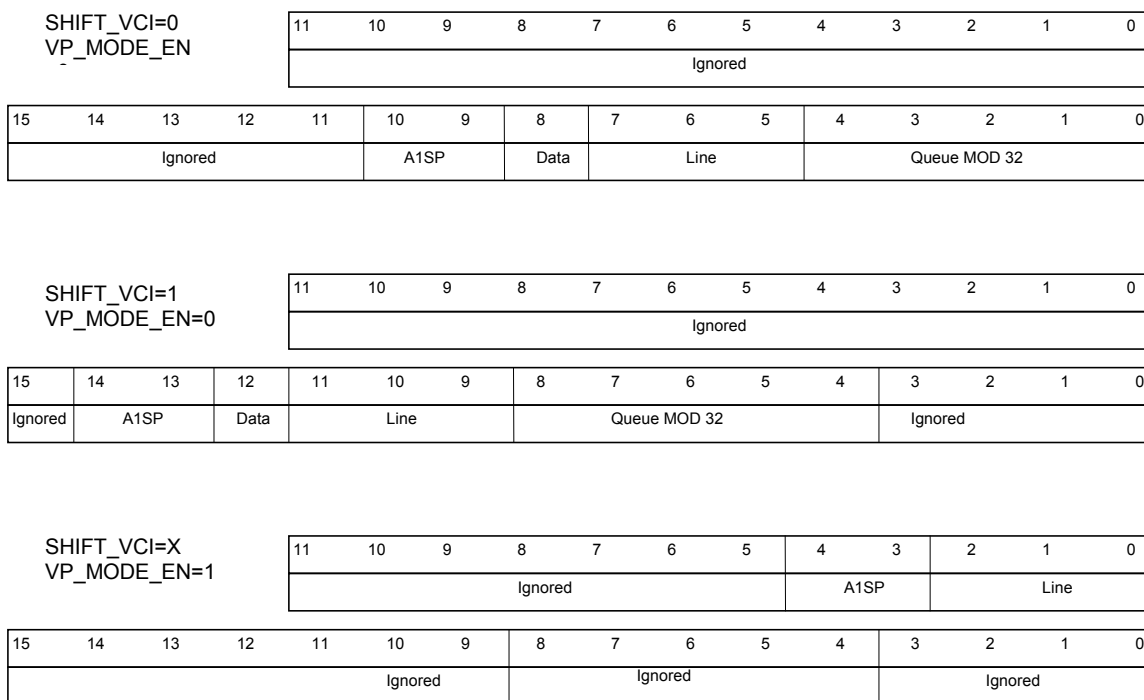 SHIFT_VCI=0
VP_MODE_EN
11 10 9 8 7 6 5 4 3 2 1 0
Ignored
15 14 13 12 11 10 9 8 7 6 5 4 3 2 1 0
Ignored A1SP Data Line Queue MOD 32
SHIFT_VCI=1
VP_MODE_EN=0
11 10 9 8 7 6 5 4 3 2 1 0
Ignored
15 14 13 12 11 10 9 8 7 6 5 4 3 2 1 0
Ignored A1SP Data Line Queue MOD 32 Ignored
SHIFT_VCI=X
VP_MODE_EN=1
11 10 9 8 7 6 5 4 3 2 1 0
Ignored A1SP Line
15 14 13 12 11 10 9 8 7 6 5 4 3 2 1 0
Ignored Ignored Ignored